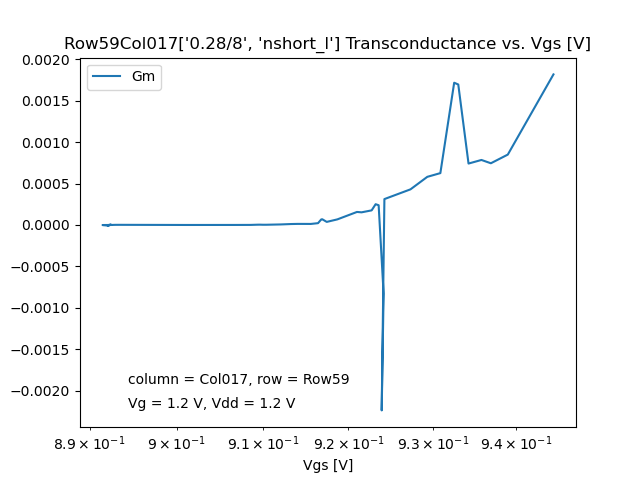 Row59Col017['0.28/8', 'nshort_l'] Transconductance vs. Vgs [V]
Gm
0.0020
0.0015
0.0010
0.0005
0.0000
−0.0005
−0.0010
−0.0015
−0.0020
column = Col017, row = Row59
Vg = 1.2 V, Vdd = 1.2 V
8.9 × 10⁻¹ 9 × 10⁻¹ 9.1 × 10⁻¹ 9.2 × 10⁻¹ 9.3 × 10⁻¹ 9.4 × 10⁻¹
Vgs [V]